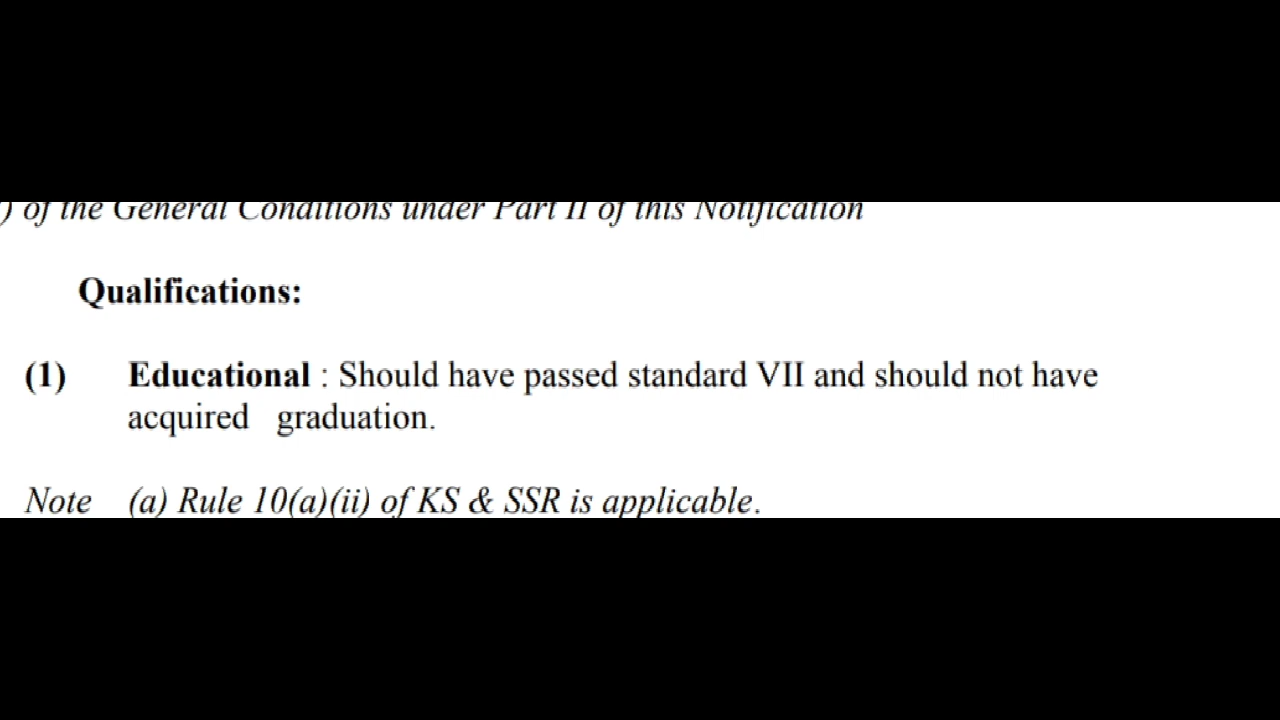 ) of the General Conditions under Part II of this Notification
Qualifications:
(1) Educational : Should have passed standard VII and should not have
acquired graduation.
Note (a) Rule 10(a)(ii) of KS & SSR is applicable.